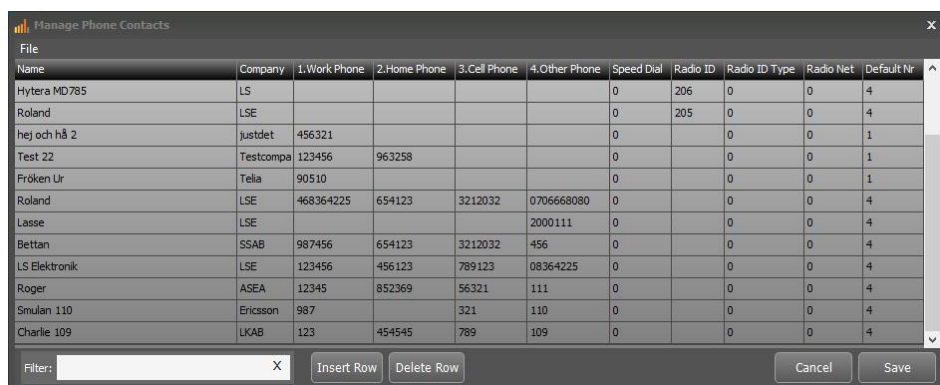 Manage Phone Contacts x
File
Name Company 1.Work Phone 2.Home Phone 3.Cell Phone 4.Other Phone Speed Dial Radio ID Radio ID Type Radio Net Default Nr
Hytera MD785 LS 0 206 0 0 4
Roland LSE 0 205 0 0 4
hej och hå 2 justdet 456321 0 0 0 1
Test 22 Testcompa 123456 963258 0 0 0 1
Fröken Ur Telia 90510 0 0 0 1
Roland LSE 468364225 654123 3212032 0706668080 0 0 0 4
Lasse LSE 2000111 0 0 0 4
Bettan SSAB 987456 654123 3212032 456 0 0 0 4
LS Elektronik LSE 123456 456123 789123 08364225 0 0 0 4
Roger ASEA 12345 852369 56321 111 0 0 0 4
Smulan 110 Ericsson 987 321 110 0 0 0 4
Charlie 109 LKAB 123 454545 789 109 0 0 0 4
Filter: X Insert Row Delete Row Cancel Save